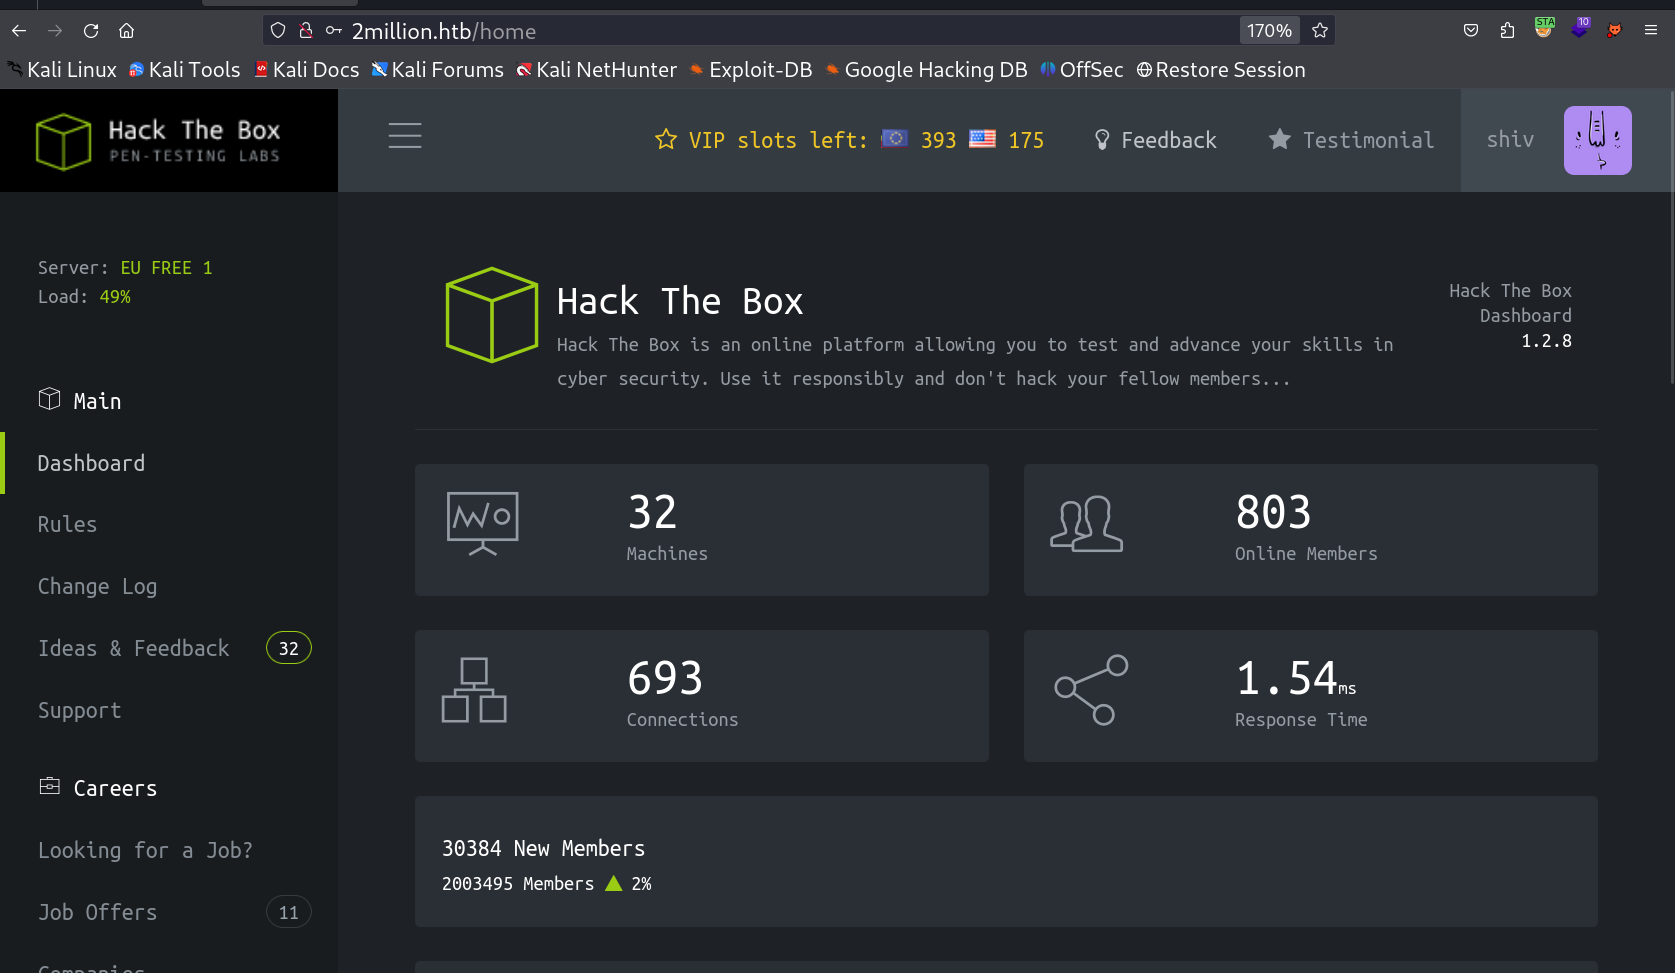 2million.htb/home 170% STA 10
Kali Linux Kali Tools Kali Docs Kali Forums Kali NetHunter Exploit-DB Google Hacking DB OffSec Restore Session
Hack The Box
PEN-TESTING LABS
VIP slots left: 393 175 Feedback Testimonial shiv
Server: EU FREE 1
Load: 49%
Main
Dashboard
Rules
Change Log
Ideas & Feedback 32
Support
Careers
Looking for a Job?
Job Offers 11
Companies
Hack The Box
Hack The Box is an online platform allowing you to test and advance your skills in
cyber security. Use it responsibly and don't hack your fellow members...
Hack The Box
Dashboard
1.2.8
32
Machines
803
Online Members
693
Connections
1.54ms
Response Time
30384 New Members
2003495 Members 2%